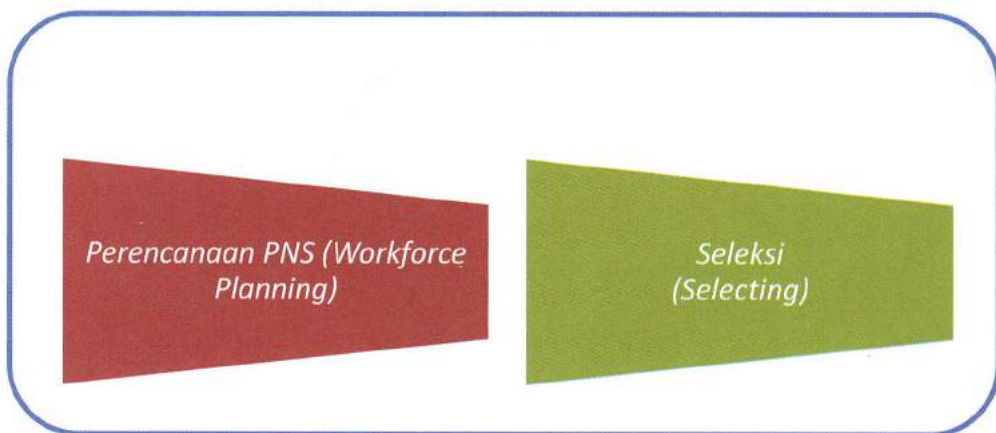 Perencanaan PNS (Workforce
Planning)
Seleksi
(Selecting)